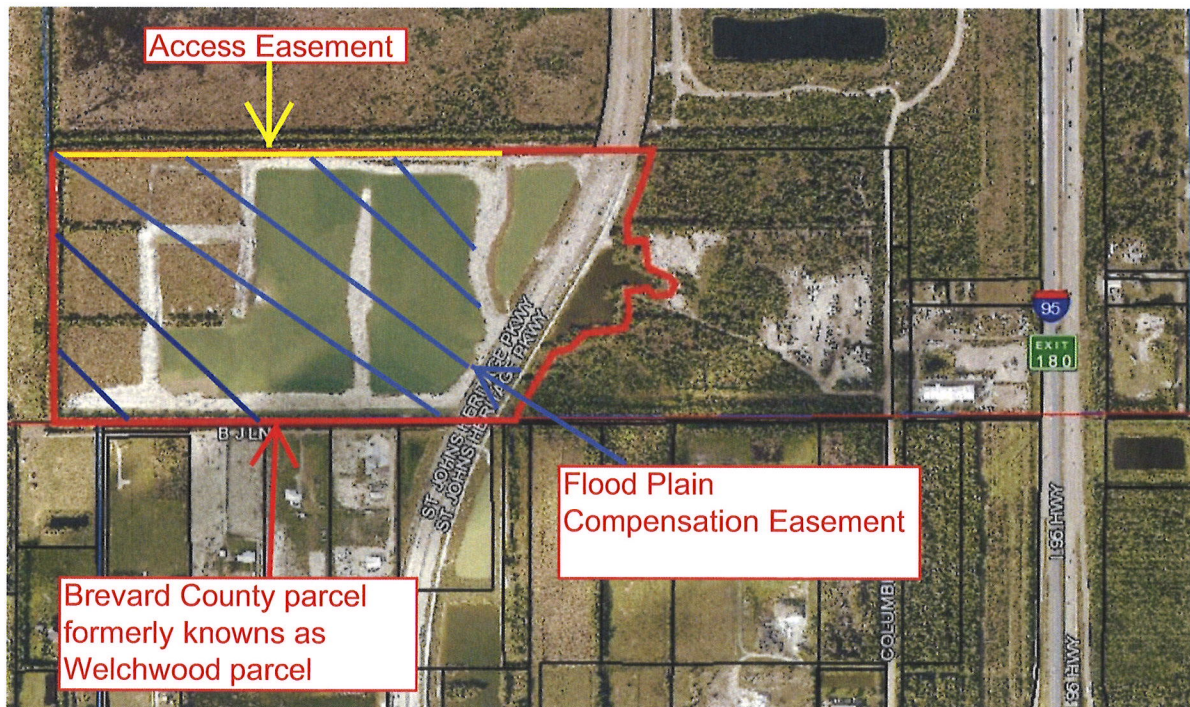 Access Easement
95
EXIT
180
B J LN
ST JOHNS HERITAGE PKWY
ST JOHNS HERITAGE PKWY
Flood Plain
Compensation Easement
I 95 HWY
Brevard County parcel
formerly knowns as
Welchwood parcel
COLUMB
I 95 HWY